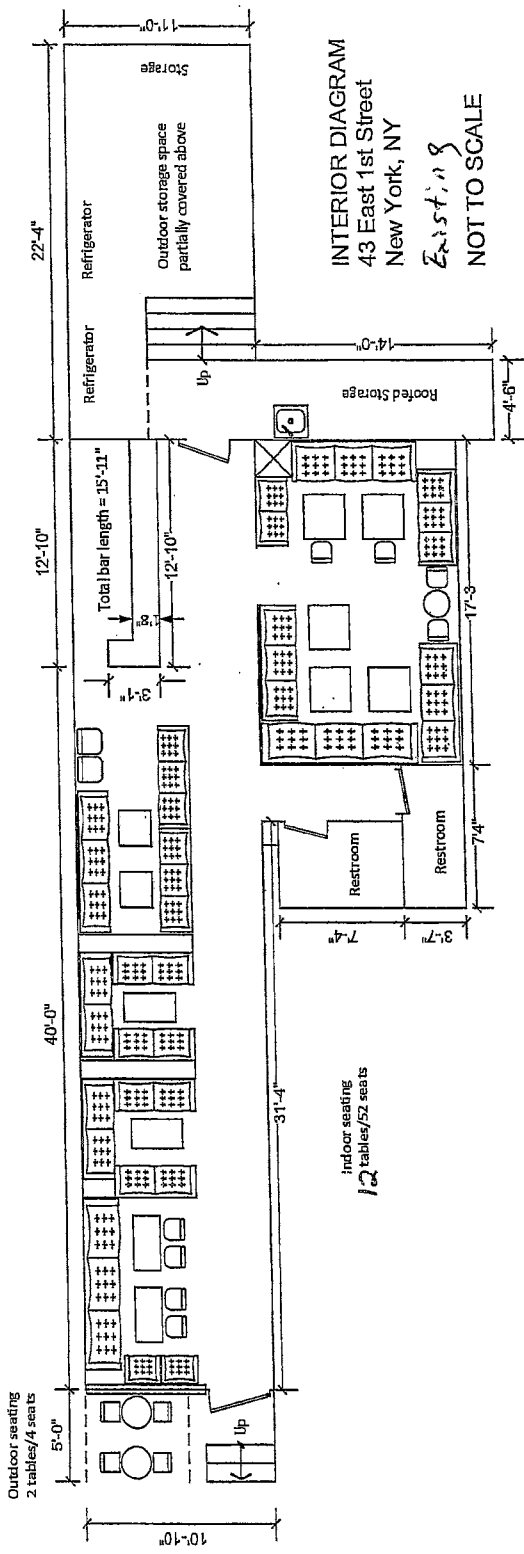 Outdoor seating
2 tables/4 seats
5'-0"
10'-10"
Up
40'-0"
31'-4"
Indoor seating
12 tables/52 seats
3'-1"
1'8"
12'-10"
Total bar length = 15'-11"
12'-10"
Restroom
Restroom
7'-4"
3'-7"
7'4"
17'-3
22'-4"
11'-0"
Refrigerator
Refrigerator
Storage
Outdoor storage space
partially covered above
Up
14'-0"
Roofed Storage
4'-6"
INTERIOR DIAGRAM
43 East 1st Street
New York, NY
Existing
NOT TO SCALE